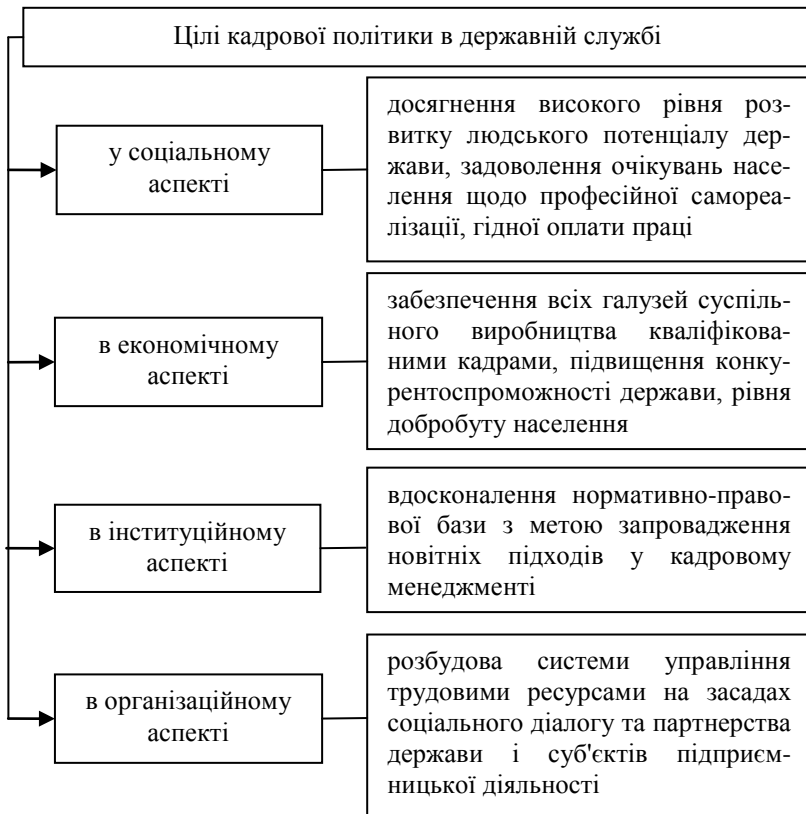 Цілі кадрової політики в державній службі
у соціальному
аспекті
досягнення високого рівня роз-
витку людського потенціалу дер-
жави, задоволення очікувань насе-
лення щодо професійної самореа-
лізації, гідної оплати праці
в економічному
аспекті
забезпечення всіх галузей суспіль-
ного виробництва кваліфікова-
ними кадрами, підвищення конку-
рентоспроможності держави, рівня
добробуту населення
в інституційному
аспекті
вдосконалення нормативно-право-
вої бази з метою запровадження
новітніх підходів у кадровому
менеджменті
в організаційному
аспекті
розбудова системи управління
трудовими ресурсами на засадах
соціального діалогу та партнерства
держави і суб'єктів підприєм-
ницької діяльності